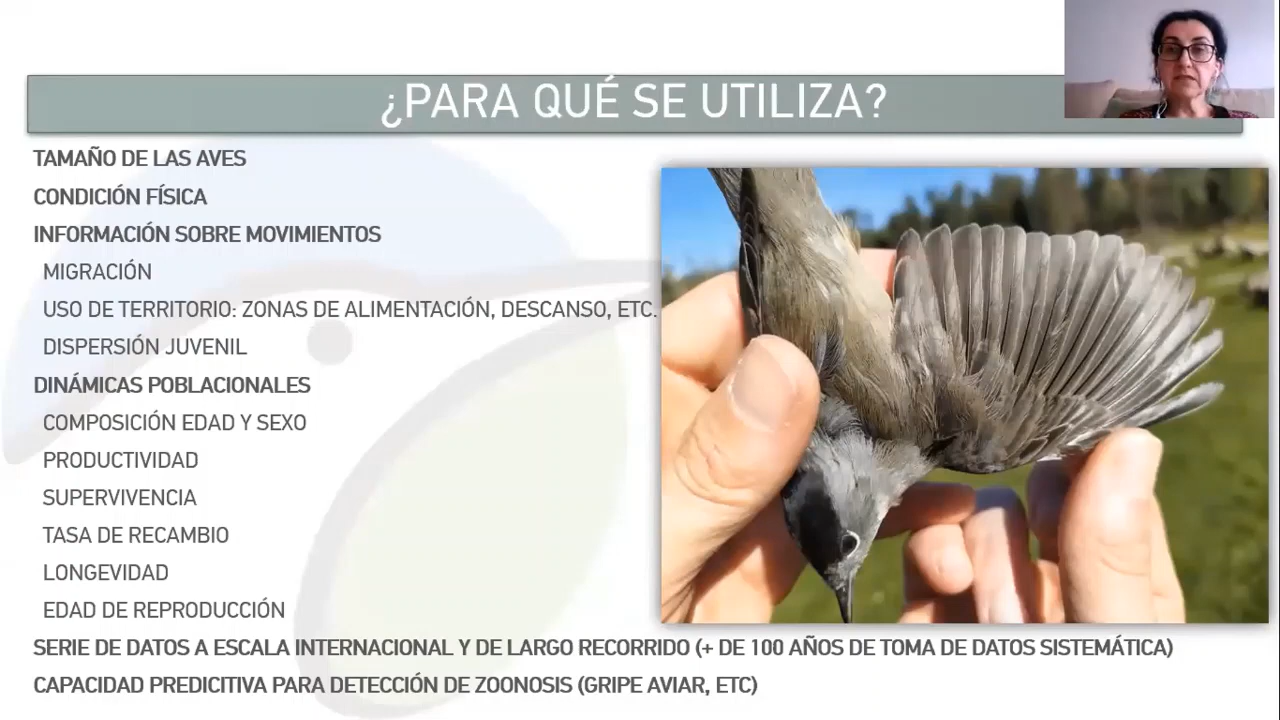 ¿PARA QUÉ SE UTILIZA?
TAMAÑO DE LAS AVES
CONDICIÓN FÍSICA
INFORMACIÓN SOBRE MOVIMIENTOS
MIGRACIÓN
USO DE TERRITORIO: ZONAS DE ALIMENTACIÓN, DESCANSO, ETC.
DISPERSIÓN JUVENIL
DINÁMICAS POBLACIONALES
COMPOSICIÓN EDAD Y SEXO
PRODUCTIVIDAD
SUPERVIVENCIA
TASA DE RECAMBIO
LONGEVIDAD
EDAD DE REPRODUCCIÓN
SERIE DE DATOS A ESCALA INTERNACIONAL Y DE LARGO RECORRIDO (+ DE 100 AÑOS DE TOMA DE DATOS SISTEMÁTICA)
CAPACIDAD PREDICITIVA PARA DETECCIÓN DE ZOONOSIS (GRIPE AVIAR, ETC)